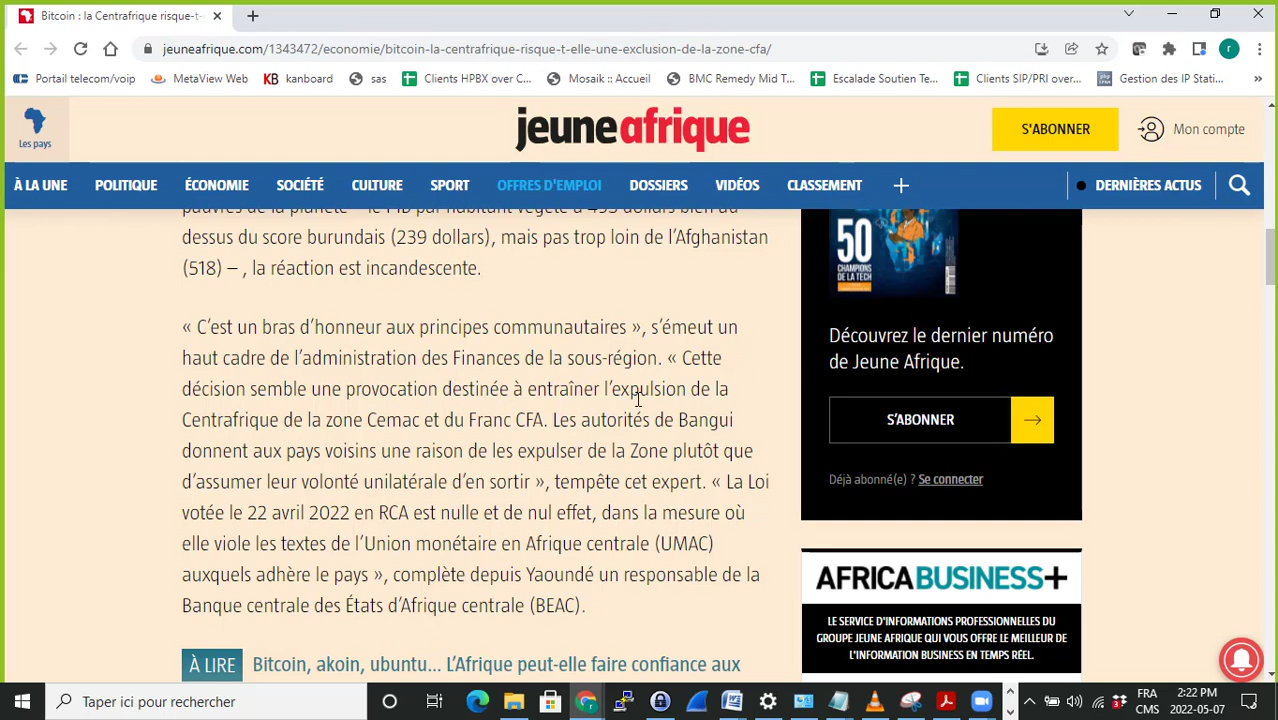 Bitcoin : la Centrafrique risque-t-
jeuneafrique.com/1343472/economie/bitcoin-la-centrafrique-risque-t-elle-une-exclusion-de-la-zone-cfa/
r
Portail telecom/voip
MetaView Web
KB kanboard
sas
Clients HPBX over C...
Mosaik :: Accueil
BMC Remedy Mid T...
Escalade Soutien Te...
Clients SIP/PRI over...
Gestion des IP Stati...
»
Les pays
jeuneafrique
S'ABONNER
Mon compte
À LA UNE
POLITIQUE
ÉCONOMIE
SOCIÉTÉ
CULTURE
SPORT
OFFRES D'EMPLOI
DOSSIERS
VIDÉOS
CLASSEMENT
+
DERNIÈRES ACTUS
pauvres de la planète – le PIB par habitant végète à 493 dollars bien au
dessus du score burundais (239 dollars), mais pas trop loin de l’Afghanistan
(518) – , la réaction est incandescente.
« C’est un bras d’honneur aux principes communautaires », s’émeut un
haut cadre de l’administration des Finances de la sous-région. « Cette
décision semble une provocation destinée à entraîner l’expulsion de la
Centrafrique de la zone Cemac et du Franc CFA. Les autorités de Bangui
donnent aux pays voisins une raison de les expulser de la Zone plutôt que
d’assumer leur volonté unilatérale d’en sortir », tempête cet expert. « La Loi
votée le 22 avril 2022 en RCA est nulle et de nul effet, dans la mesure où
elle viole les textes de l’Union monétaire en Afrique centrale (UMAC)
auxquels adhère le pays », complète depuis Yaoundé un responsable de la
Banque centrale des États d’Afrique centrale (BEAC).
À LIRE Bitcoin, akoin, ubuntu... L’Afrique peut-elle faire confiance aux
50
CHAMPIONS
DE LA TECH
Découvrez le dernier numéro
de Jeune Afrique.
S’ABONNER
Déjà abonné(e) ? Se connecter
AFRICABUSINESS+
LE SERVICE D’INFORMATIONS PROFESSIONNELLES DU
GROUPE JEUNE AFRIQUE QUI VOUS OFFRE LE MEILLEUR DE
L’INFORMATION BUSINESS EN TEMPS RÉEL.
Taper ici pour rechercher
FRA
CMS
2:22 PM
2022-05-07